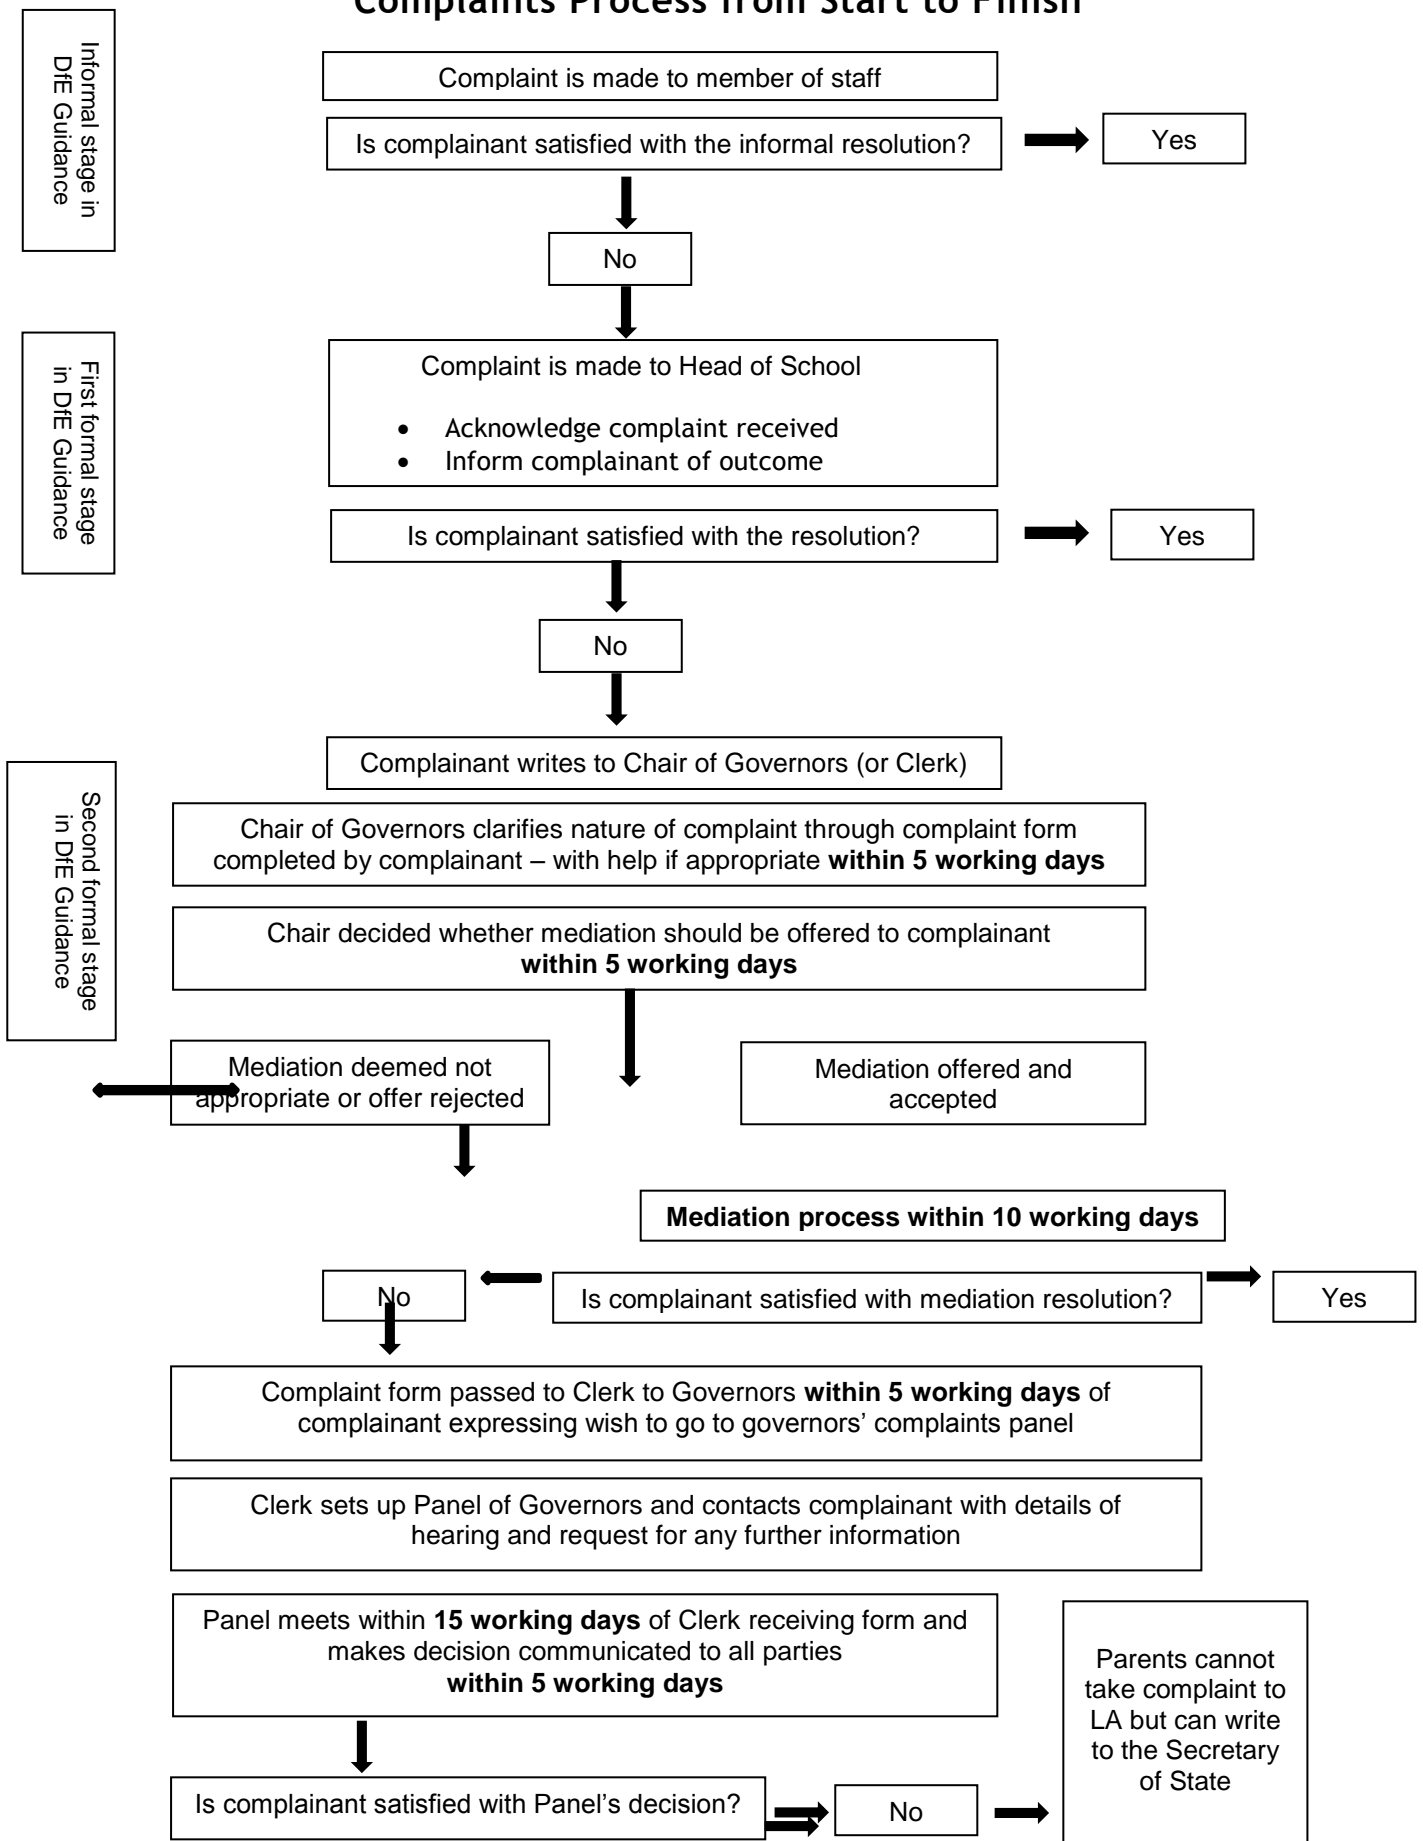 Complaints Process from Start to Finish
Informal stage in
DfE Guidance
Complaint is made to member of staff
Is complainant satisfied with the informal resolution?
Yes
No
First formal stage
in DfE Guidance
Complaint is made to Head of School
• Acknowledge complaint received
• Inform complainant of outcome
Is complainant satisfied with the resolution?
Yes
No
Second formal stage
in DfE Guidance
Complainant writes to Chair of Governors (or Clerk)
Chair of Governors clarifies nature of complaint through complaint form
completed by complainant – with help if appropriate within 5 working days
Chair decided whether mediation should be offered to complainant
within 5 working days
Mediation deemed not
appropriate or offer rejected
Mediation offered and
accepted
Mediation process within 10 working days
No
Is complainant satisfied with mediation resolution?
Yes
Complaint form passed to Clerk to Governors within 5 working days of
complainant expressing wish to go to governors’ complaints panel
Clerk sets up Panel of Governors and contacts complainant with details of
hearing and request for any further information
Panel meets within 15 working days of Clerk receiving form and
makes decision communicated to all parties
within 5 working days
Is complainant satisfied with Panel’s decision?
No
Parents cannot
take complaint to
LA but can write
to the Secretary
of State